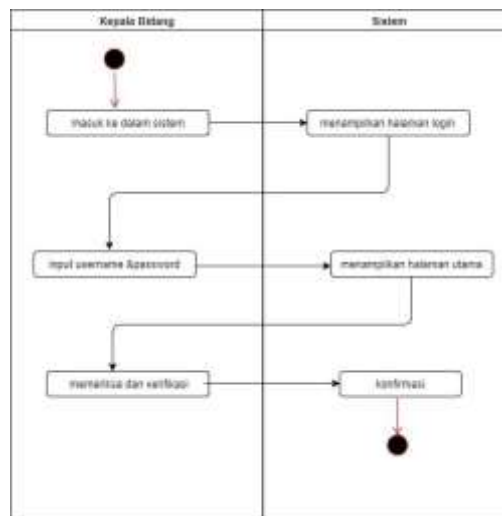 Kepala Bidang
Sistem
masuk ke dalam sistem
menampilkan halaman login
input username &password
menampilkan halaman utama
memeriksa dan verifikasi
konfirmasi